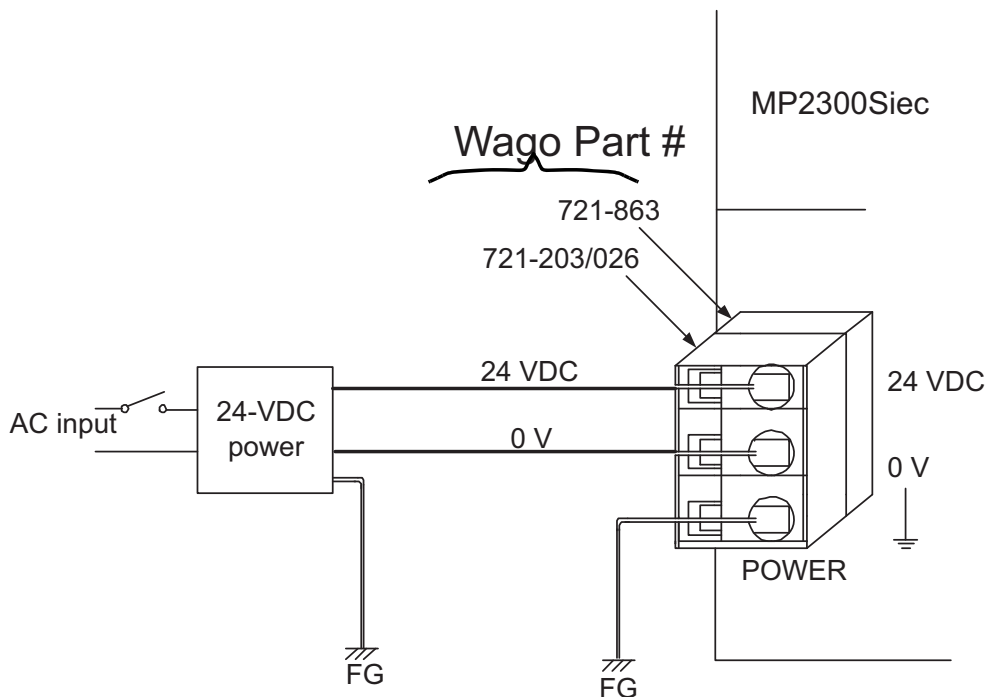 MP2300Siec
Wago Part #
721-863
721-203/026
24 VDC
24 VDC
AC input
24-VDC
power
0 V
0 V
POWER
FG
FG